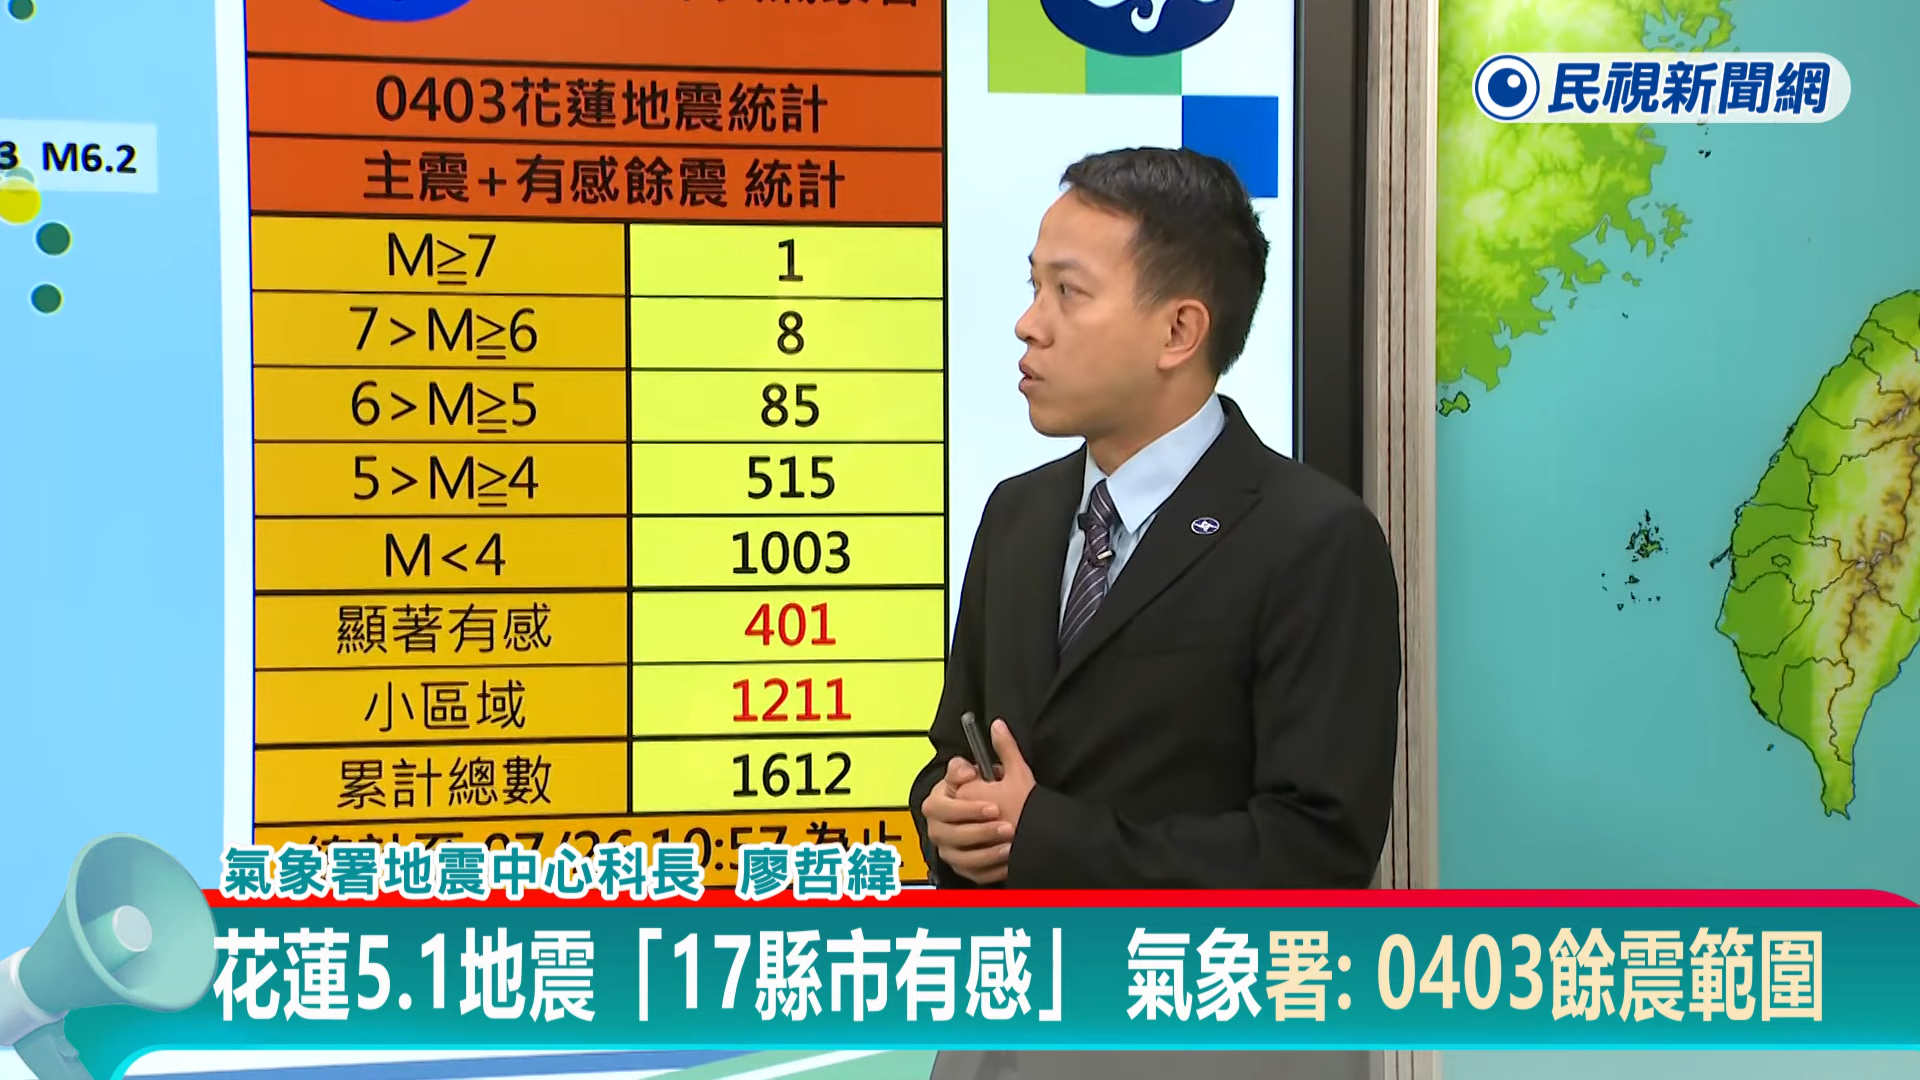 民視新聞網
3 M6.2
0403花蓮地震統計
主震+有感餘震 統計
M≧7 1
7>M≧6 8
6>M≧5 85
5>M≧4 515
M<4 1003
顯著有感 401
小區域 1211
累計總數 1612
氣象署地震中心科長 廖哲緯
花蓮5.1地震「17縣市有感」 氣象署: 0403餘震範圍